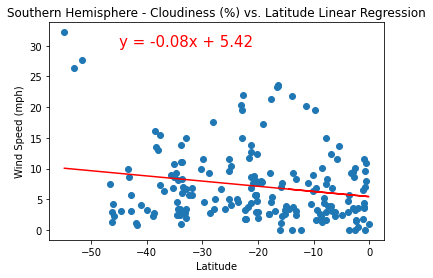 Southern Hemisphere - Cloudiness (%) vs. Latitude Linear Regression
y = -0.08x + 5.42
30
25
20
15
10
5
0
Wind Speed (mph)
−50 −40 −30 −20 −10 0
Latitude